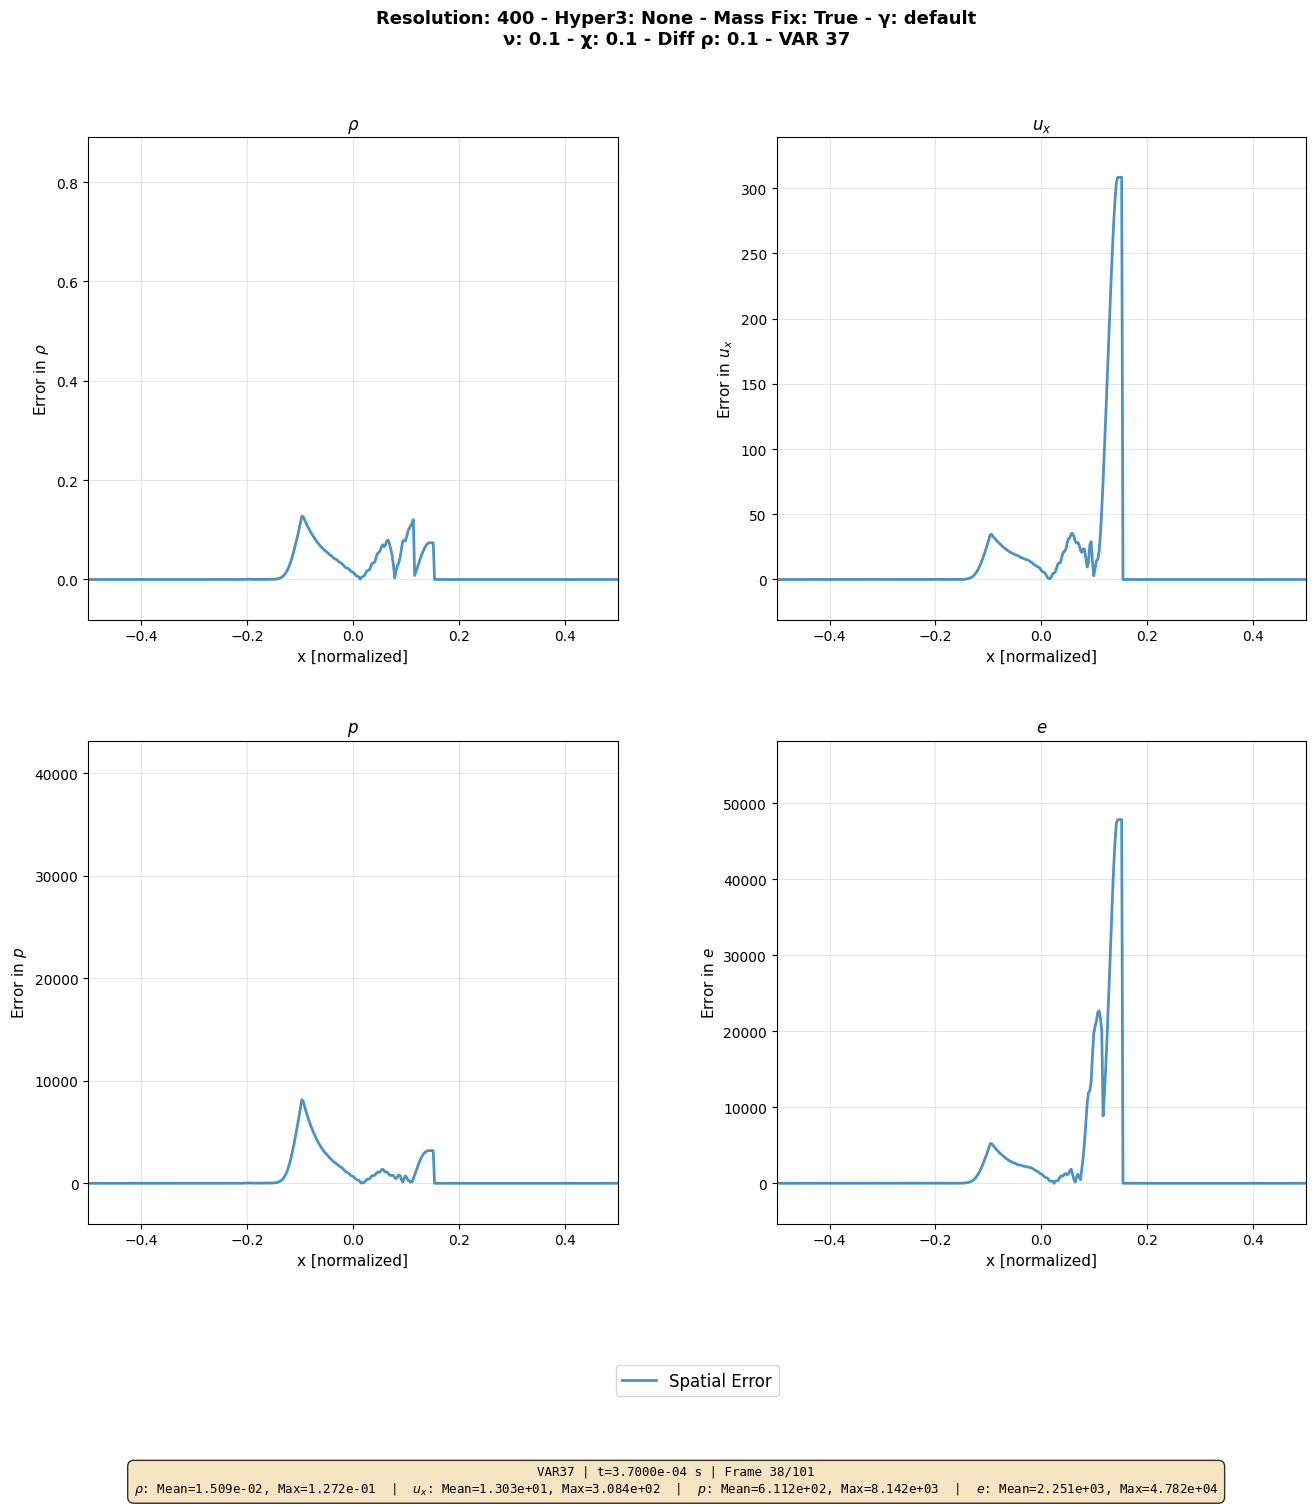 Resolution: 400 - Hyper3: None - Mass Fix: True - γ: default
ν: 0.1 - χ: 0.1 - Diff ρ: 0.1 - VAR 37
ρ
0.8
0.6
0.4
0.2
0.0
Error in ρ
−0.4 −0.2 0.0 0.2 0.4
x [normalized]
u_x
300
250
200
150
100
50
0
Error in u_x
−0.4 −0.2 0.0 0.2 0.4
x [normalized]
p
40000
30000
20000
10000
0
Error in p
−0.4 −0.2 0.0 0.2 0.4
x [normalized]
e
50000
40000
30000
20000
10000
0
Error in e
−0.4 −0.2 0.0 0.2 0.4
x [normalized]
Spatial Error
VAR37 | t=3.7000e-04 s | Frame 38/101
ρ: Mean=1.509e-02, Max=1.272e-01 | u_x: Mean=1.303e+01, Max=3.084e+02 | p: Mean=6.112e+02, Max=8.142e+03 | e: Mean=2.251e+03, Max=4.782e+04